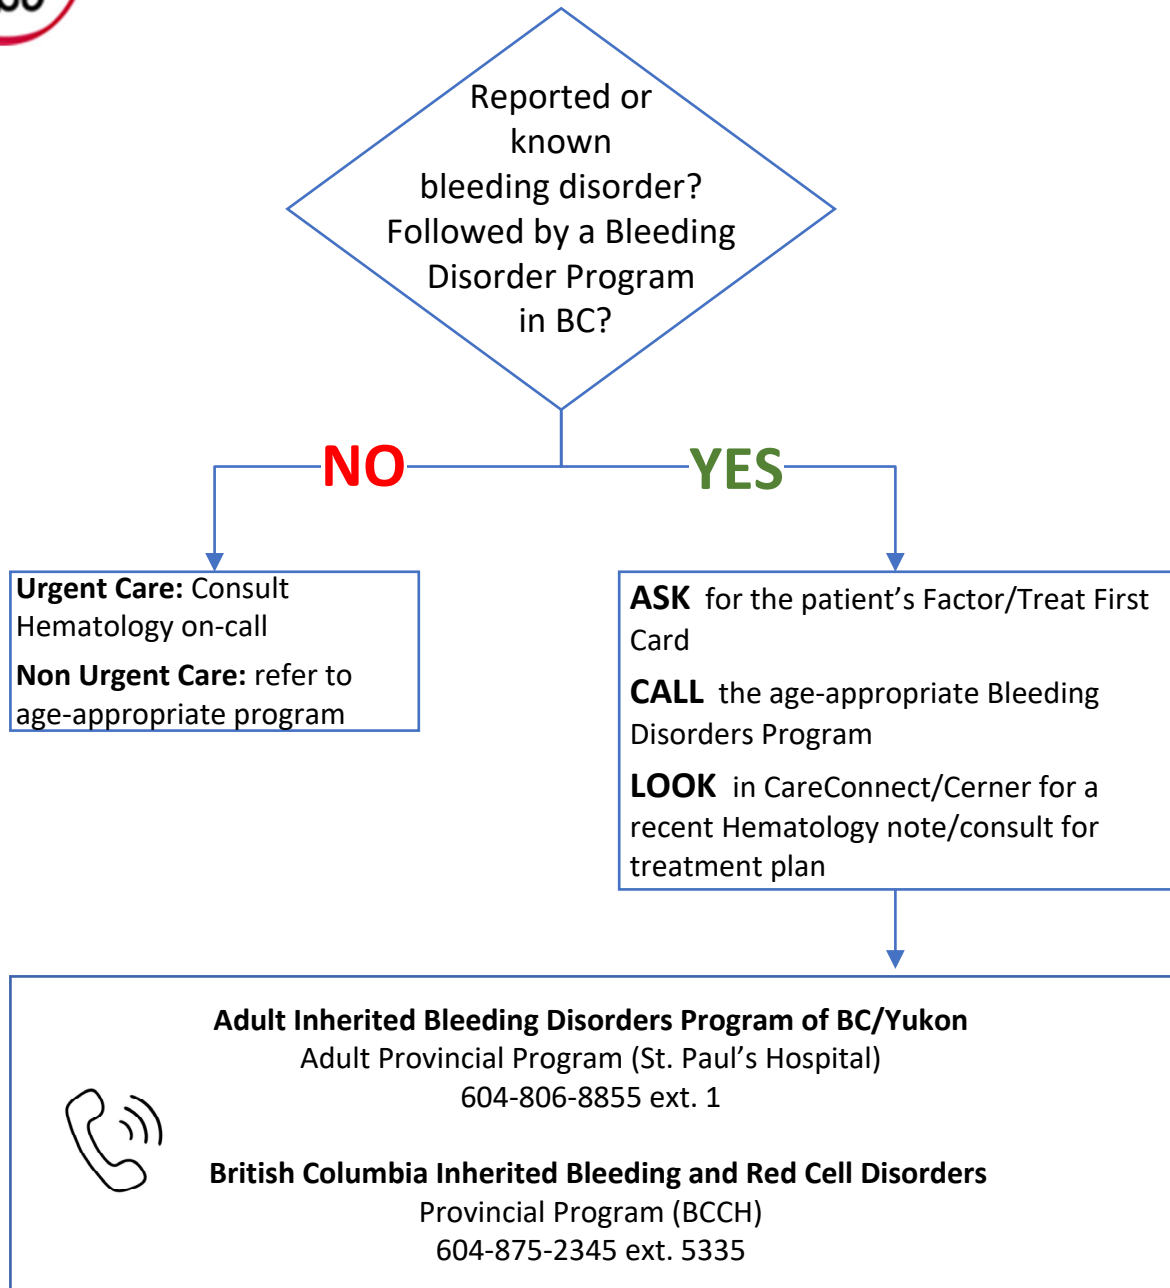 Reported or
known
bleeding disorder?
Followed by a Bleeding
Disorder Program
in BC?
NO
YES
Urgent Care: Consult
Hematology on-call
Non Urgent Care: refer to
age-appropriate program
ASK for the patient's Factor/Treat First
Card
CALL the age-appropriate Bleeding
Disorders Program
LOOK in CareConnect/Cerner for a
recent Hematology note/consult for
treatment plan
Adult Inherited Bleeding Disorders Program of BC/Yukon
Adult Provincial Program (St. Paul's Hospital)
604-806-8855 ext. 1
British Columbia Inherited Bleeding and Red Cell Disorders
Provincial Program (BCCH)
604-875-2345 ext. 5335